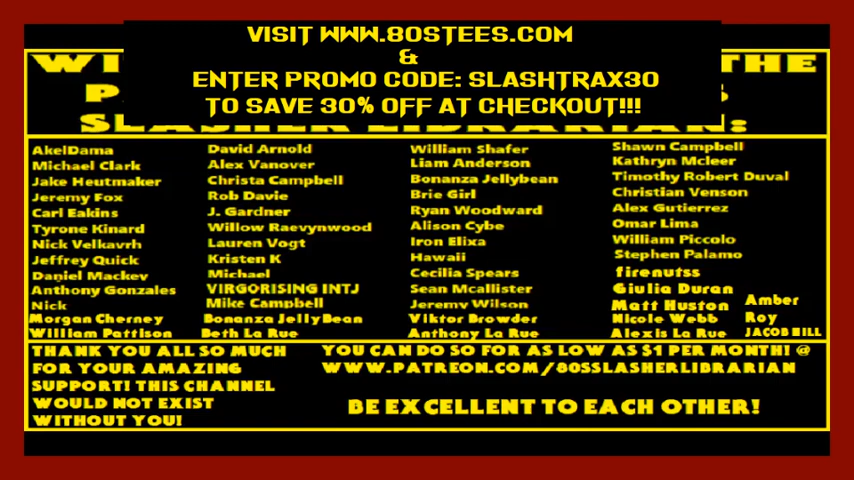 VISIT WWW.80STEES.COM
&
ENTER PROMO CODE: SLASHTRAX30
TO SAVE 30% OFF AT CHECKOUT!!!
THE
SLASHER LIBRARIAN:
AkelDama
Michael Clark
Jake Heutmaker
Jeremy Fox
Carl Eakins
Tyrone Kinard
Nick Velkavrh
Jeffrey Quick
Daniel Mackey
Anthony Gonzales
Nick
Morgan Cherney
William Pattison
David Arnold
Alex Vanover
Christa Campbell
Rob Davie
J. Gardner
Willow Raevynwood
Lauren Vogt
Kristen K
Michael
VIRGORISING INTJ
Mike Campbell
Bonanza JellyBean
Beth La Rue
William Shafer
Liam Anderson
Bonanza Jellybean
Brie Girl
Ryan Woodward
Alison Cybe
Iron Elixa
Hawaii
Cecilia Spears
Sean Mcallister
Jeremy Wilson
Viktor Browder
Anthony La Rue
Shawn Campbell
Kathryn Mcleer
Timothy Robert Duval
Christian Venson
Alex Gutierrez
Omar Lima
William Piccolo
Stephen Palamo
firenutss
Giulia Duran
Matt Huston
Nicole Webb
Alexis La Rue
Amber
Roy
JACOB HILL
THANK YOU ALL SO MUCH
FOR YOUR AMAZING
SUPPORT! THIS CHANNEL
WOULD NOT EXIST
WITHOUT YOU!
YOU CAN DO SO FOR AS LOW AS $1 PER MONTH! @
WWW.PATREON.COM/80SSLASHERLIBRARIAN
BE EXCELLENT TO EACH OTHER!